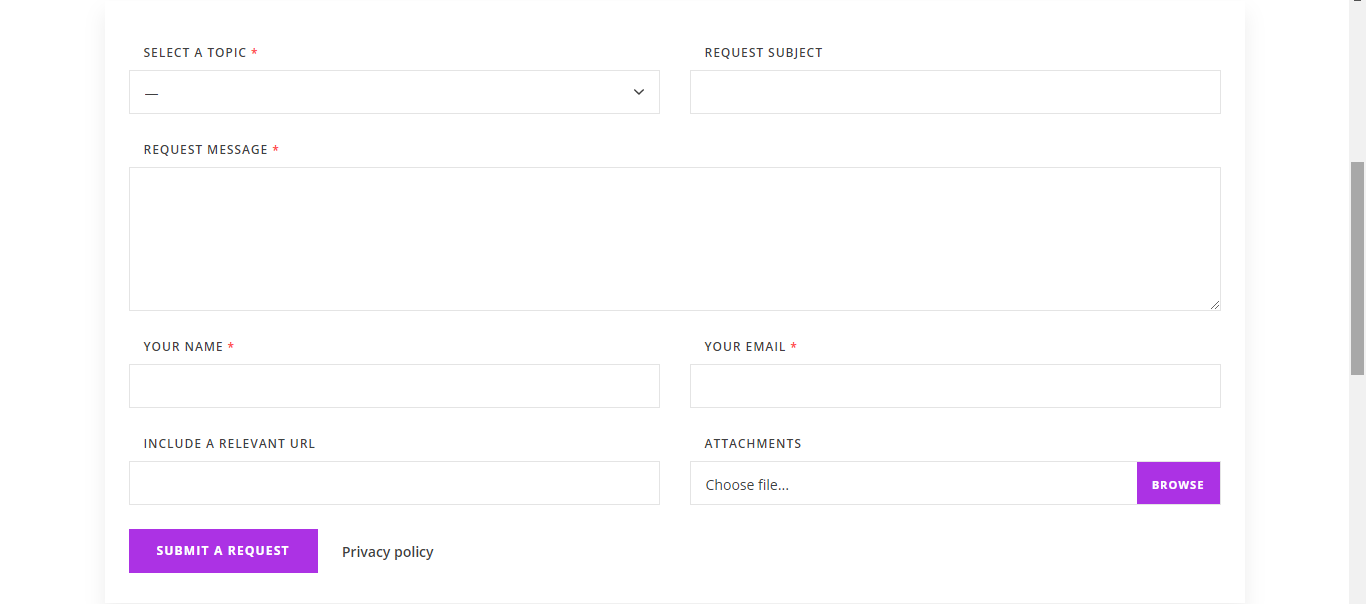 SELECT A TOPIC *
REQUEST SUBJECT
—
REQUEST MESSAGE *
YOUR NAME *
YOUR EMAIL *
INCLUDE A RELEVANT URL
ATTACHMENTS
Choose file...
BROWSE
SUBMIT A REQUEST
Privacy policy